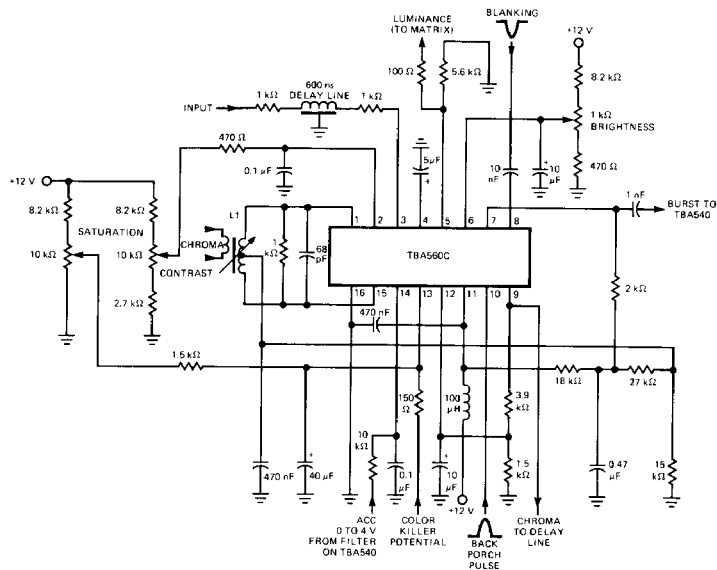 LUMINANCE
(TO MATRIX)
BLANKING
+12 V
600 ns
DELAY LINE
100 Ω
5.6 kΩ
8.2 kΩ
INPUT
1 kΩ
1 kΩ
1 kΩ
BRIGHTNESS
470 Ω
470 Ω
0.1 μF
5μF
+
10
nF
+
10
μF
+12 V
1 nF
BURST TO
TBA540
8.2 kΩ
8.2 kΩ
SATURATION
L1
1 2 3 4 5 6 7 8
10 kΩ
10 kΩ
CHROMA
CONTRAST
1
kΩ
68
pF
TBA560C
2 kΩ
2.7 kΩ
16 15 14 13 12 11 10 9
470 nF
1.5 kΩ
18 kΩ
27 kΩ
150
Ω
100
μH
3.9
kΩ
10
kΩ
470 nF
+
40 μF
0.1
μF
+
10
μF
1.5
kΩ
0.47
μF
15
kΩ
+12 V
ACC
0 TO 4 V
FROM FILTER
ON TBA540
COLOR
KILLER
POTENTIAL
BACK
PORCH
PULSE
CHROMA
TO DELAY
LINE